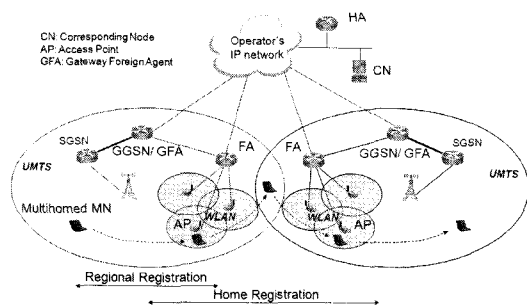 HA
CN: Corresponding Node
AP: Access Point
GFA: Gateway Foreign Agent
Operator's
IP network
CN
SGSN
GGSN/ GFA
FA
FA
GGSN/ GFA
SGSN
UMTS
UMTS
Multihomed MN
WLAN
AP
WLAN
AP
Regional Registration
Home Registration